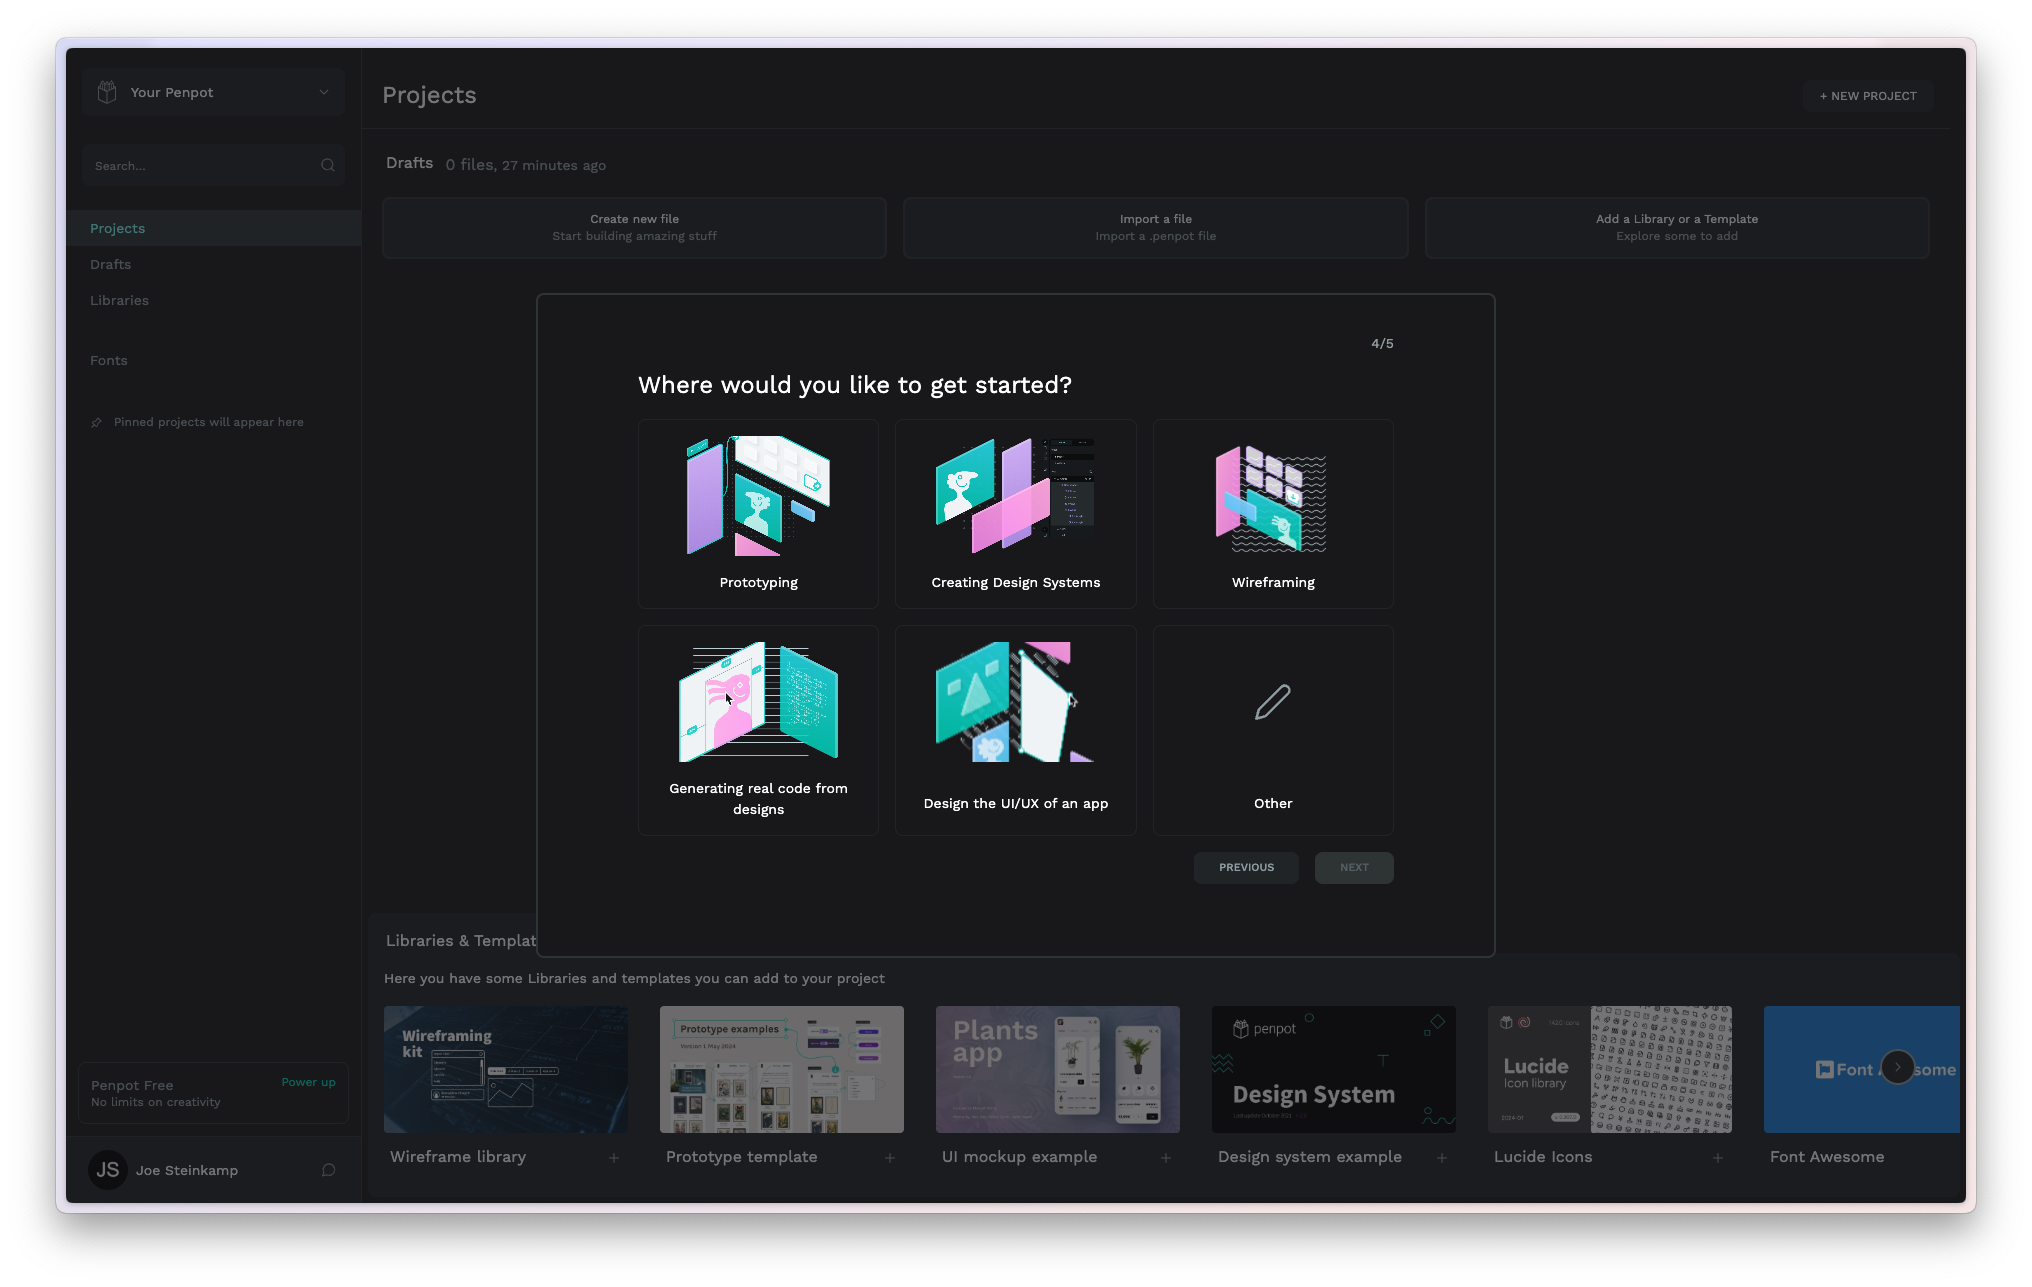 Your Penpot
Search...
Projects
Drafts
Libraries
Fonts
Pinned projects will appear here
Penpot Free
Power up
No limits on creativity
JS
Joe Steinkamp
Projects
+ NEW PROJECT
Drafts 0 files, 27 minutes ago
Create new file
Start building amazing stuff
Import a file
Import a .penpot file
Add a Library or a Template
Explore some to add
4/5
Where would you like to get started?
Prototyping
Creating Design Systems
Wireframing
Generating real code from
designs
Design the UI/UX of an app
Other
PREVIOUS
NEXT
Libraries & Templat
Here you have some Libraries and templates you can add to your project
Wireframing
kit
Wireframe library
Prototype examples
Version 1. May 2024
Prototype template
Plants
app
UI mockup example
penpot
Design System
Design system example
Lucide
Icon library
2024-01
Lucide Icons
Font
some
Font Awesome